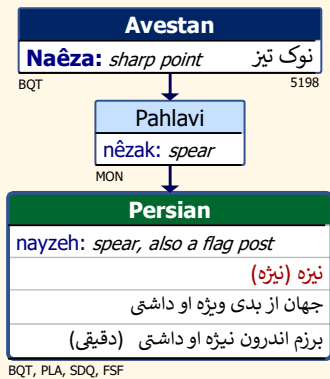 Avestan
Naêza: sharp point نوک تیز
BQT 5198
Pahlavi
nêzak: spear
MON
Persian
nayzeh: spear, also a flag post
نیزه (نیژه)
جهان از بدی ویژه او داشتی
برزم اندرون نیژه او داشتی (دقیقی)
BQT, PLA, SDQ, FSF